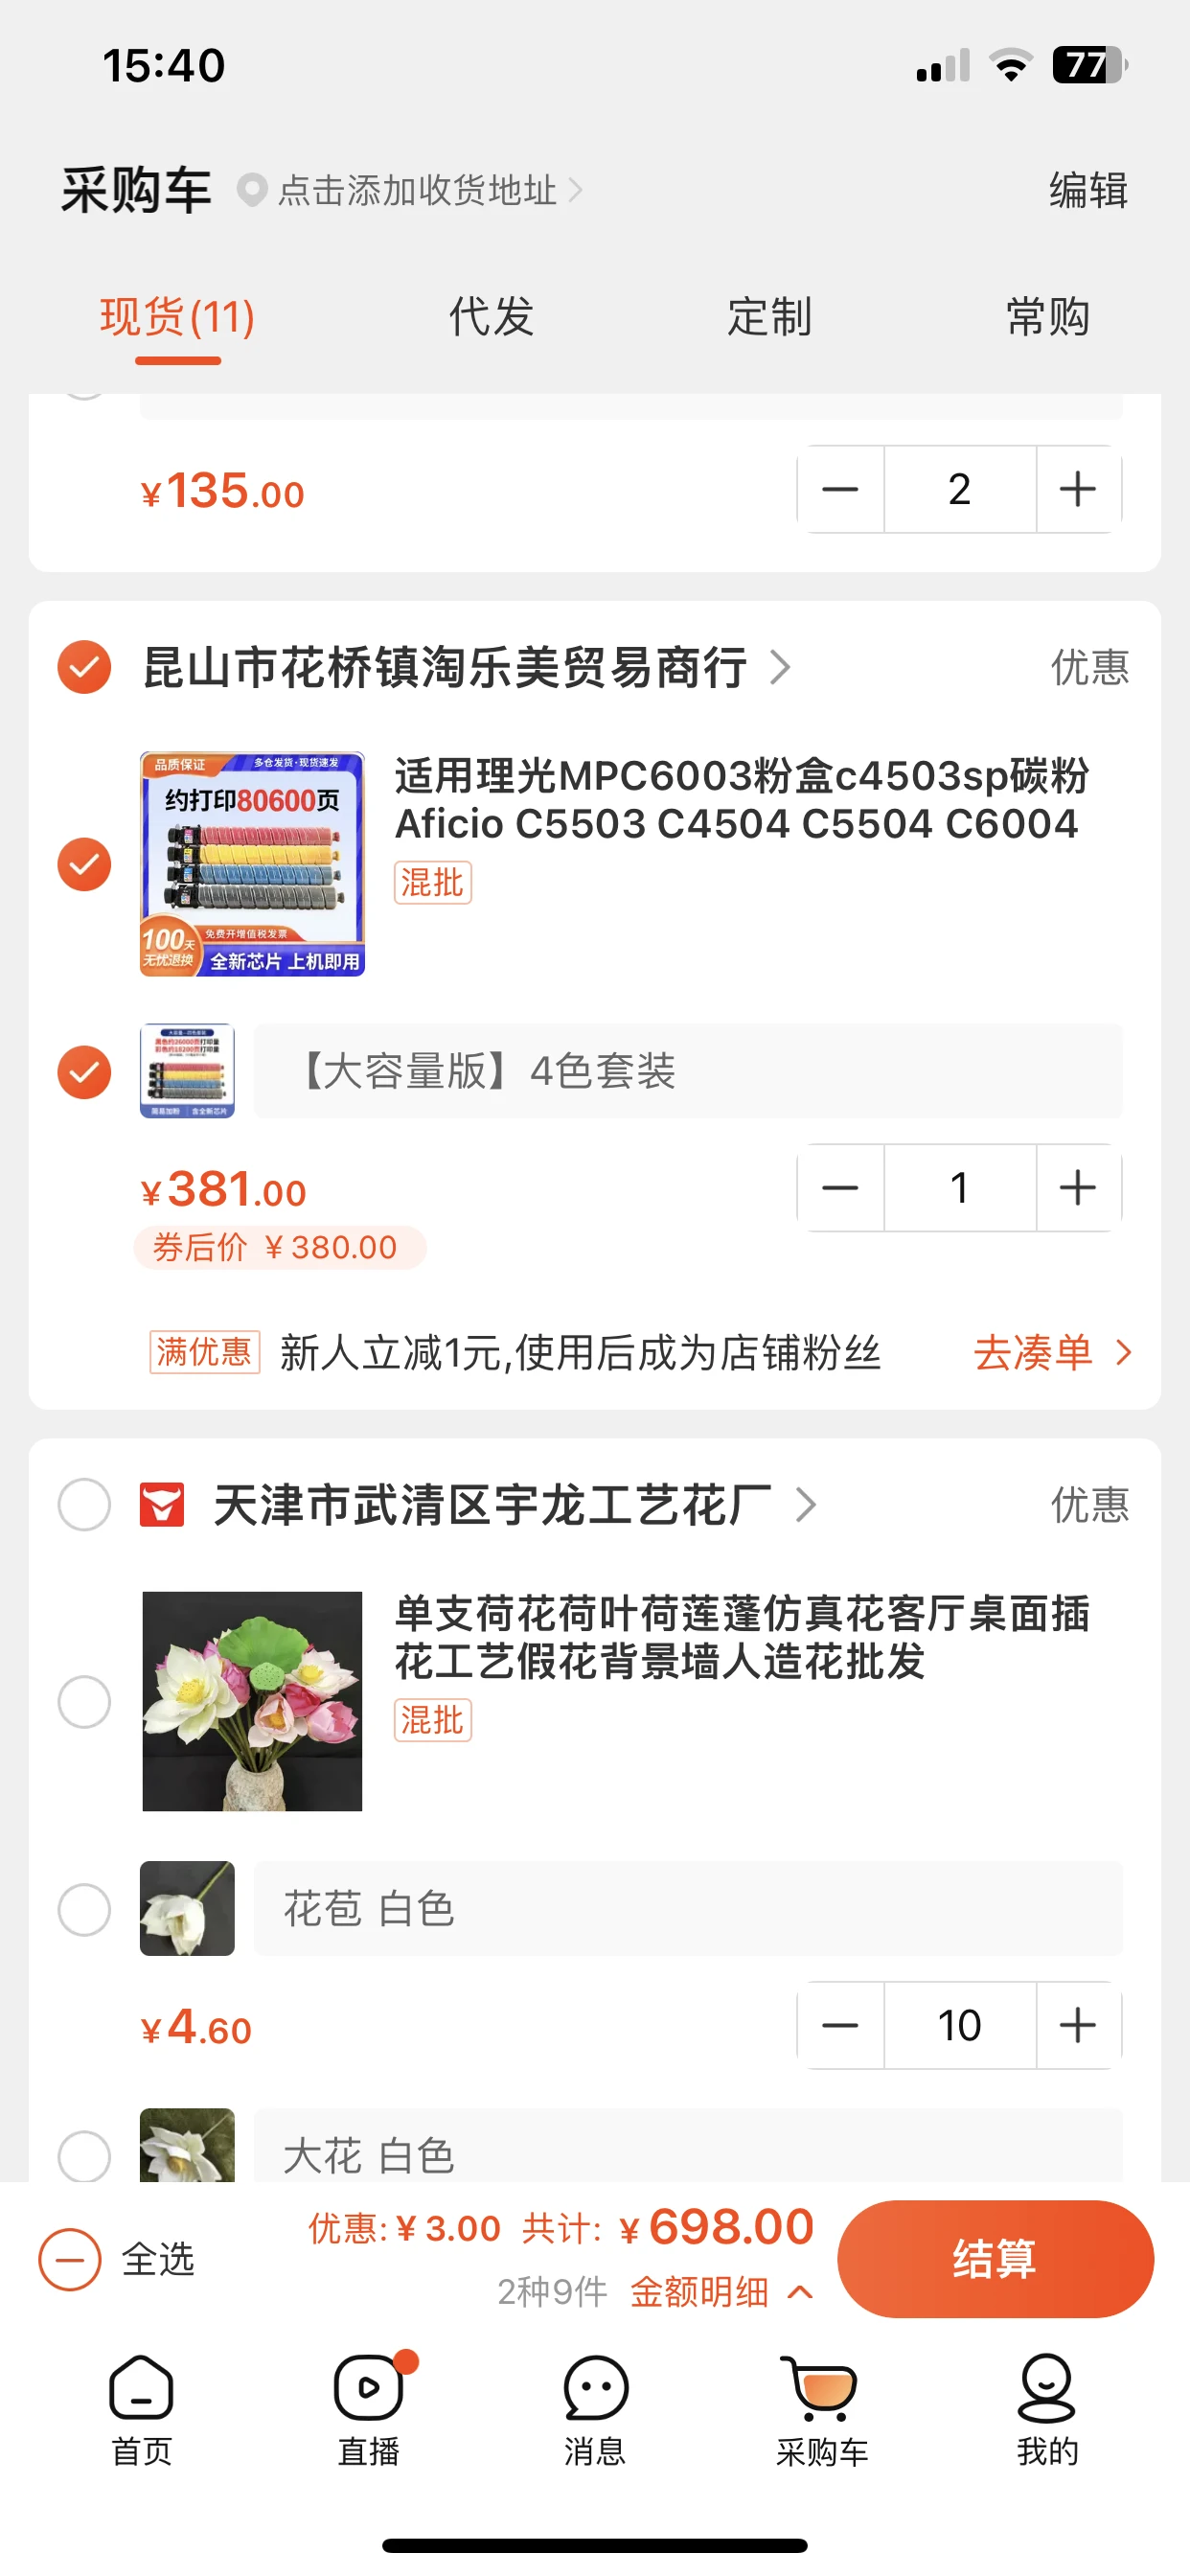 15:40
77
采购车
点击添加收货地址
编辑
现货(11)
代发
定制
常购
¥135.00
2
昆山市花桥镇淘乐美贸易商行
优惠
品质保证
多仓发货·现货速发
约打印80600页
100天
无忧退换
免费开增值税发票
全新芯片 上机即用
适用理光MPC6003粉盒c4503sp碳粉
Aficio C5503 C4504 C5504 C6004
混批
【大容量版】4色套装
¥381.00
1
券后价 ¥380.00
满优惠
新人立减1元,使用后成为店铺粉丝
去凑单
天津市武清区宇龙工艺花厂
优惠
单支荷花荷叶荷莲蓬仿真花客厅桌面插
花工艺假花背景墙人造花批发
混批
花苞 白色
¥4.60
10
大花 白色
全选
优惠:¥3.00 共计: ¥698.00
2种9件 金额明细
结算
首页
直播
消息
采购车
我的